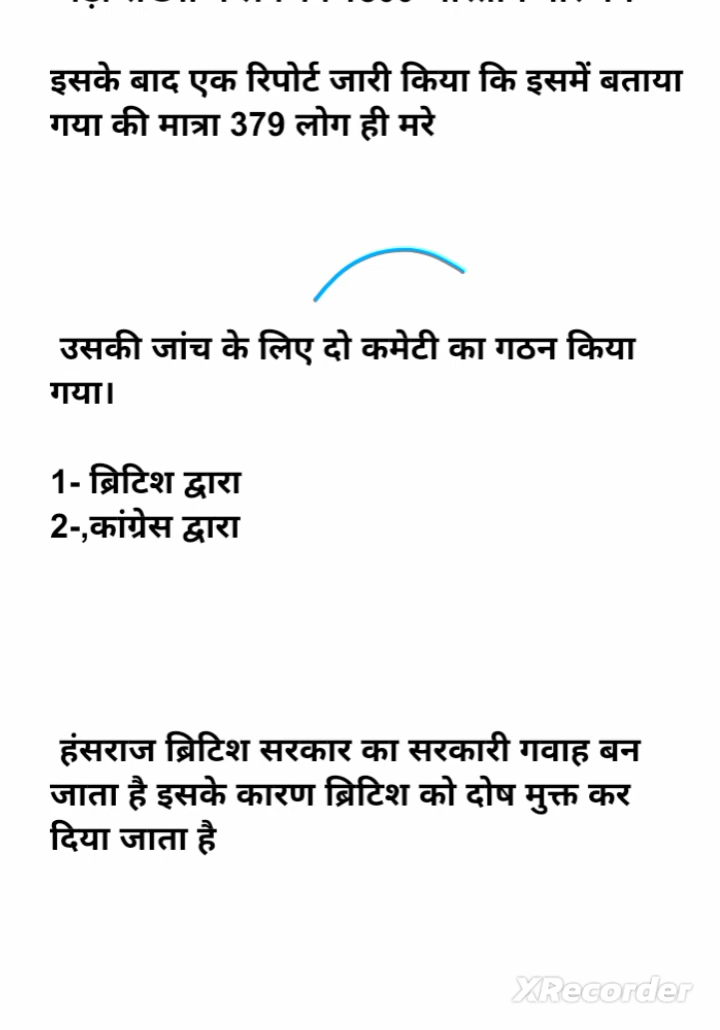 इसके बाद एक रिपोर्ट जारी किया कि इसमें बताया
गया की मात्रा 379 लोग ही मरे
उसकी जांच के लिए दो कमेटी का गठन किया
गया।
1- ब्रिटिश द्वारा
2-,कांग्रेस द्वारा
हंसराज ब्रिटिश सरकार का सरकारी गवाह बन
जाता है इसके कारण ब्रिटिश को दोष मुक्त कर
दिया जाता है
XRecorder